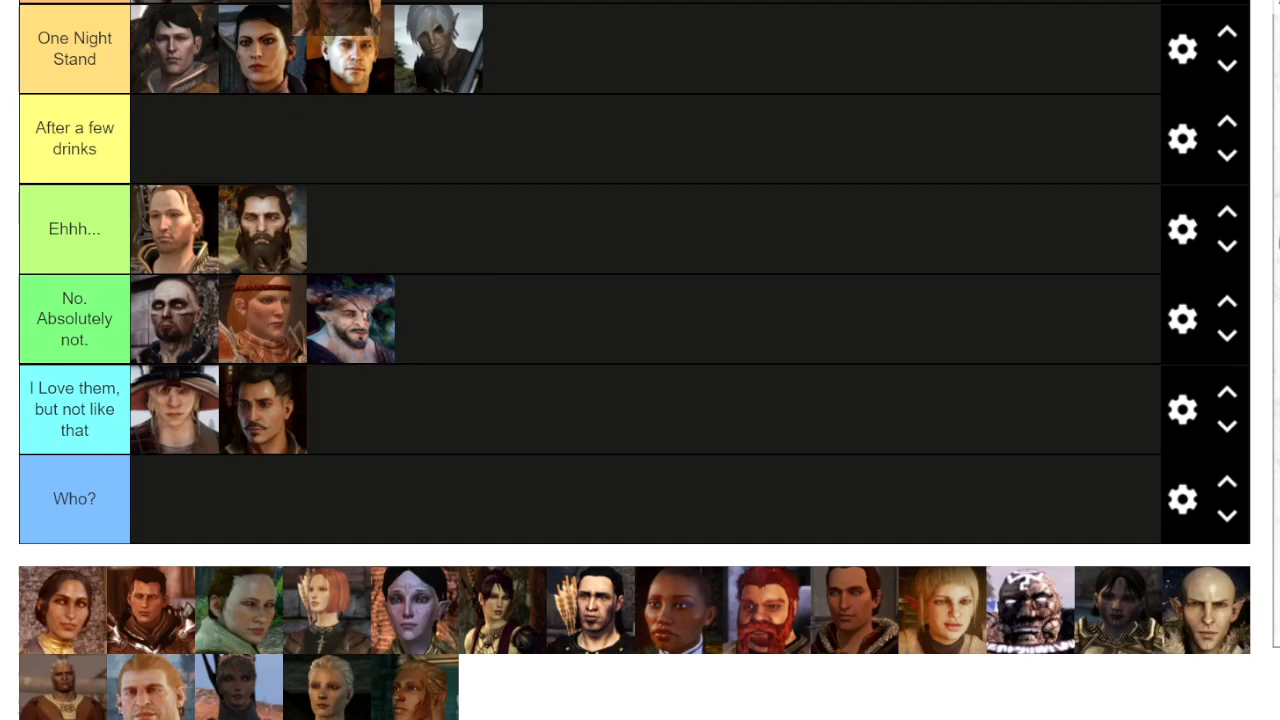 One Night
Stand
After a few
drinks
Ehhh...
No.
Absolutely
not.
I Love them,
but not like
that
Who?